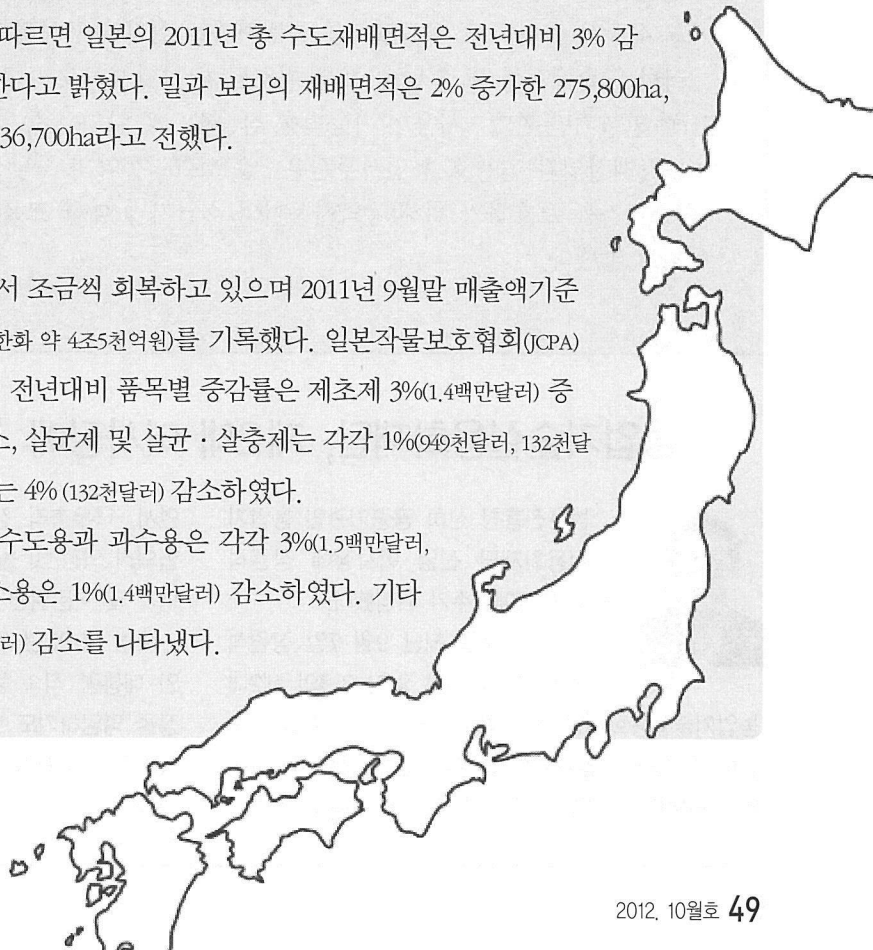 따르면 일본의 2011년 총 수도재배면적은 전년대비 3% 감
한다고 밝혔다. 밀과 보리의 재배면적은 2% 증가한 275,800ha,
36,700ha라고 전했다.
서 조금씩 회복하고 있으며 2011년 9월말 매출액기준
한화 약 4조5천억원)를 기록했다. 일본작물보호협회(JCPA)
전년대비 품목별 증감률은 제초제 3%(1.4백만달러) 증
소, 살균제 및 살균·살충제는 각각 1%(949천달러, 132천달
는 4% (132천달러) 감소하였다.
수도용과 과수용은 각각 3%(1.5백만달러,
소용은 1%(1.4백만달러) 감소하였다. 기타
러) 감소를 나타냈다.
2012. 10월호 49